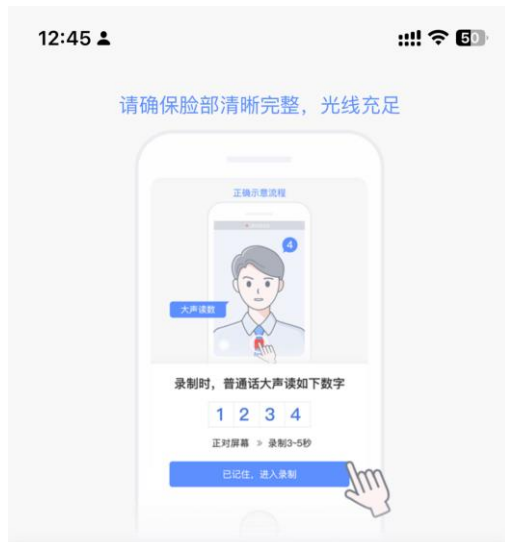 12:45
50
请确保脸部清晰完整，光线充足
正确示意流程
4
大声读数
录制时，普通话大声读如下数字
1 2 3 4
正对屏幕 » 录制3-5秒
已记住，进入录制